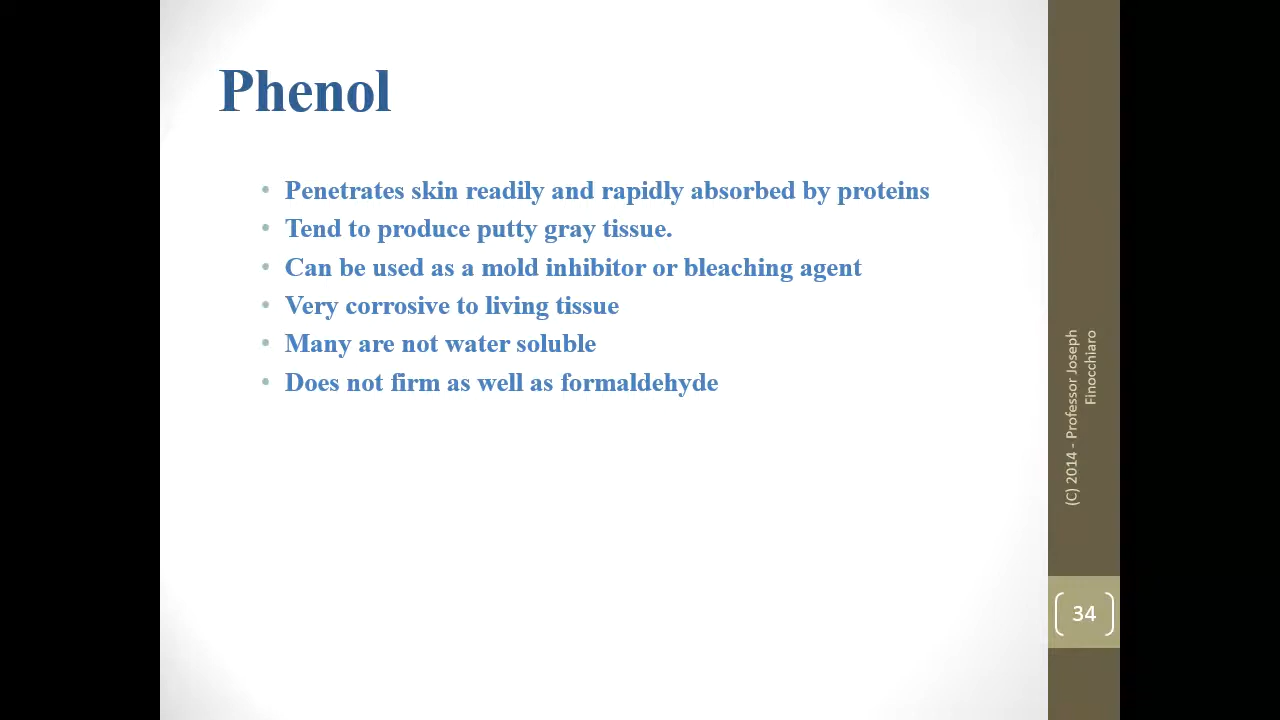 Phenol
• Penetrates skin readily and rapidly absorbed by proteins
• Tend to produce putty gray tissue.
• Can be used as a mold inhibitor or bleaching agent
• Very corrosive to living tissue
• Many are not water soluble
• Does not firm as well as formaldehyde
(C) 2014 - Professor Joseph
Finocchiaro
34